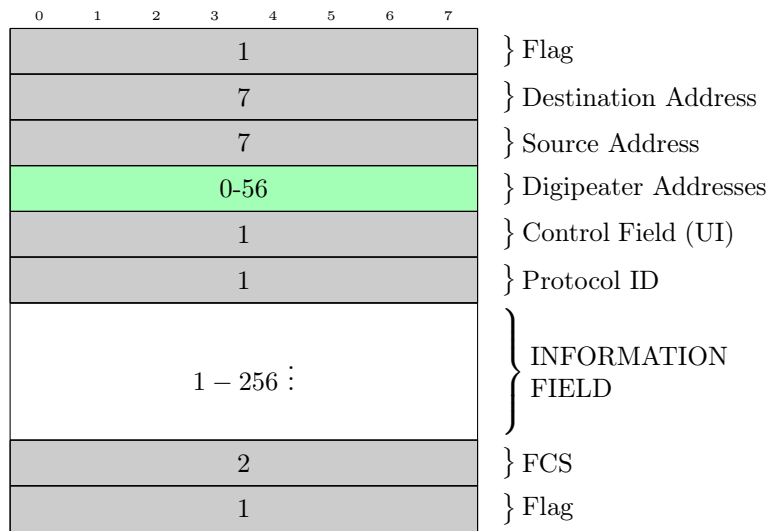 0 1 2 3 4 5 6 7
1 } Flag
7 } Destination Address
7 } Source Address
0-56 } Digipeater Addresses
1 } Control Field (UI)
1 } Protocol ID
1 – 256 ⋮ } INFORMATION
FIELD
2 } FCS
1 } Flag